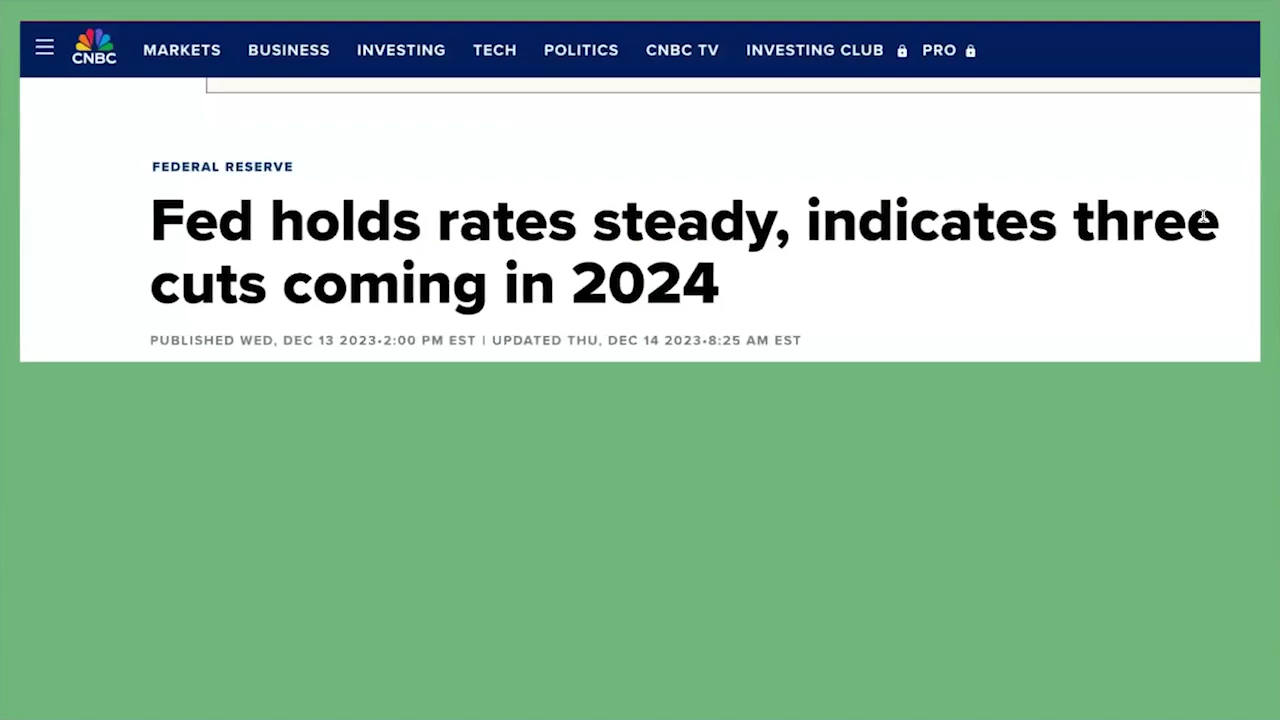 CNBC MARKETS BUSINESS INVESTING TECH POLITICS CNBC TV INVESTING CLUB PRO
FEDERAL RESERVE
Fed holds rates steady, indicates three
cuts coming in 2024
PUBLISHED WED, DEC 13 2023•2:00 PM EST | UPDATED THU, DEC 14 2023•8:25 AM EST